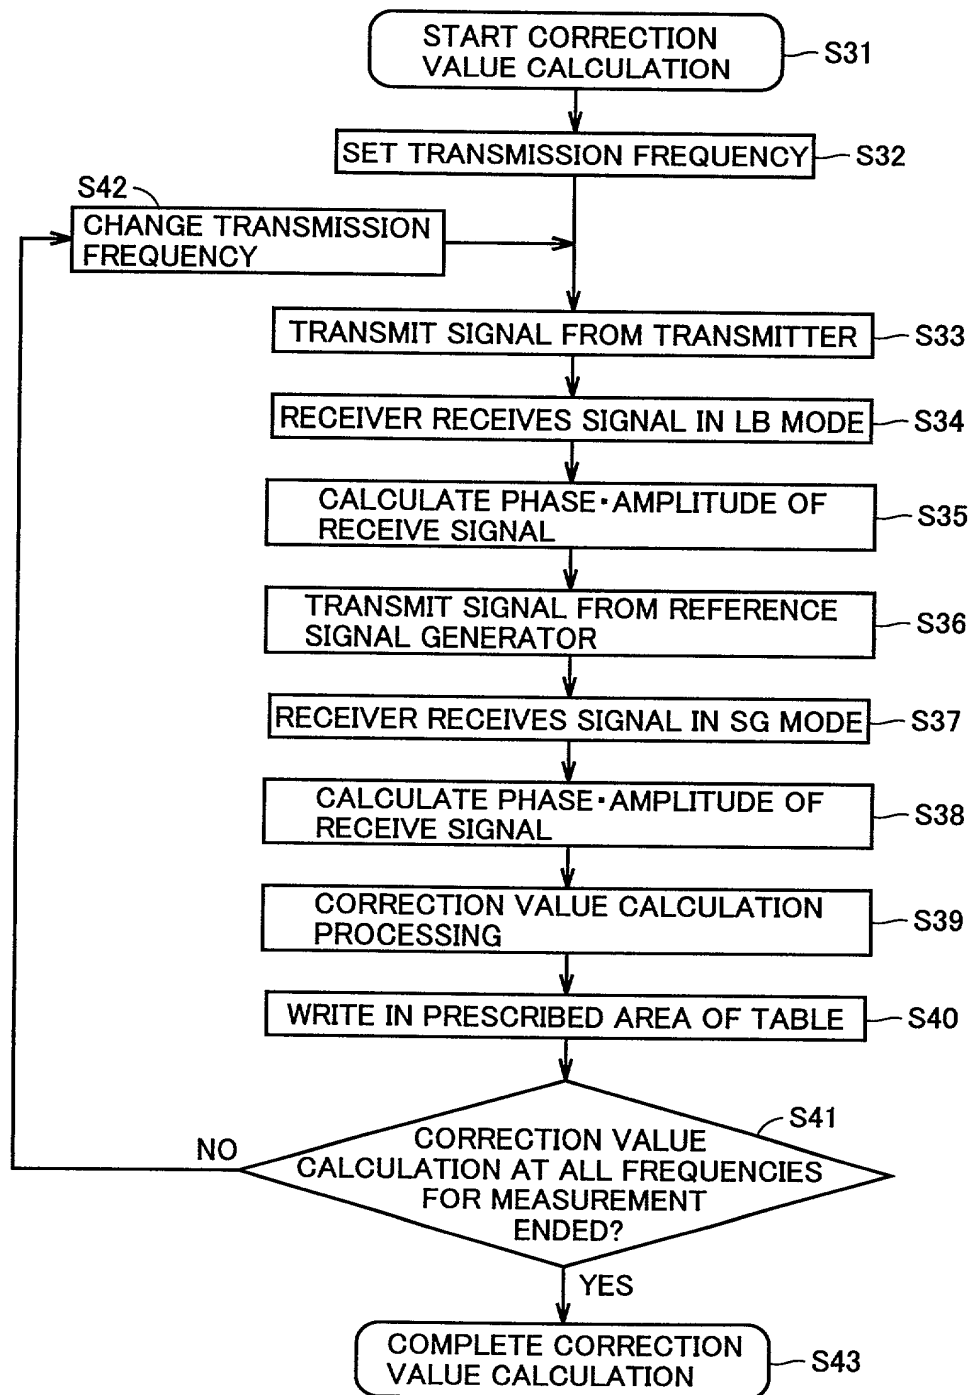 START CORRECTION
VALUE CALCULATION
S31
SET TRANSMISSION FREQUENCY
S32
S42
CHANGE TRANSMISSION
FREQUENCY
TRANSMIT SIGNAL FROM TRANSMITTER
S33
RECEIVER RECEIVES SIGNAL IN LB MODE
S34
CALCULATE PHASE・AMPLITUDE OF
RECEIVE SIGNAL
S35
TRANSMIT SIGNAL FROM REFERENCE
SIGNAL GENERATOR
S36
RECEIVER RECEIVES SIGNAL IN SG MODE
S37
CALCULATE PHASE・AMPLITUDE OF
RECEIVE SIGNAL
S38
CORRECTION VALUE CALCULATION
PROCESSING
S39
WRITE IN PRESCRIBED AREA OF TABLE
S40
S41
NO
CORRECTION VALUE
CALCULATION AT ALL FREQUENCIES
FOR MEASUREMENT
ENDED?
YES
COMPLETE CORRECTION
VALUE CALCULATION
S43